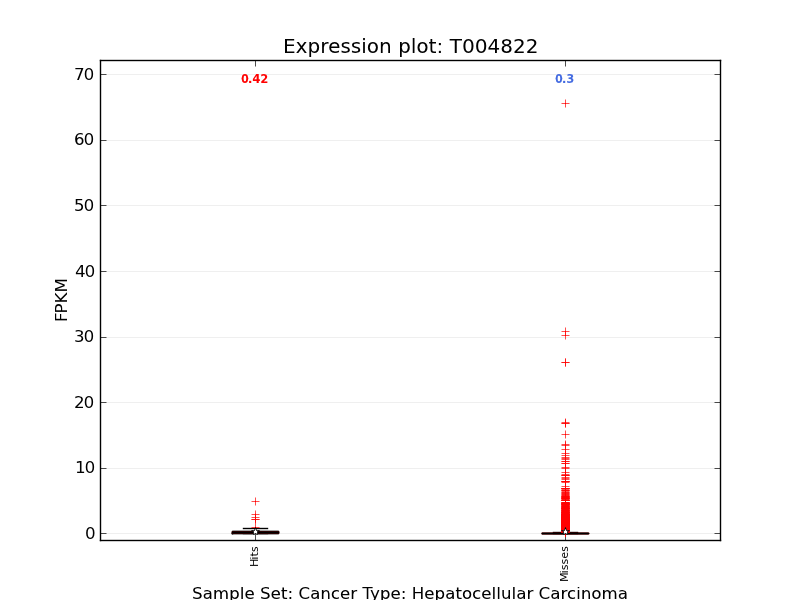 Expression plot: T004822
0.42
0.3
70
60
50
40
30
20
10
0
FPKM
Hits
Misses
Sample Set: Cancer Type: Hepatocellular Carcinoma